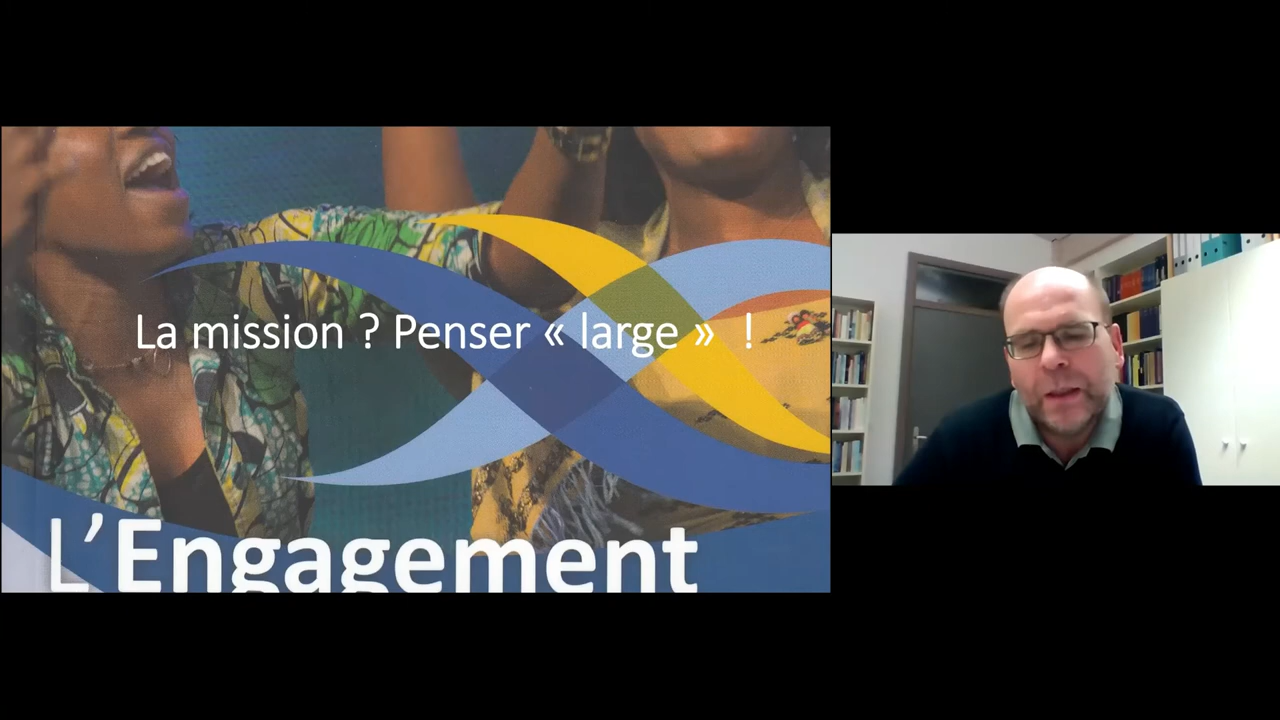 La mission ? Penser « large »  !
L’Engagement